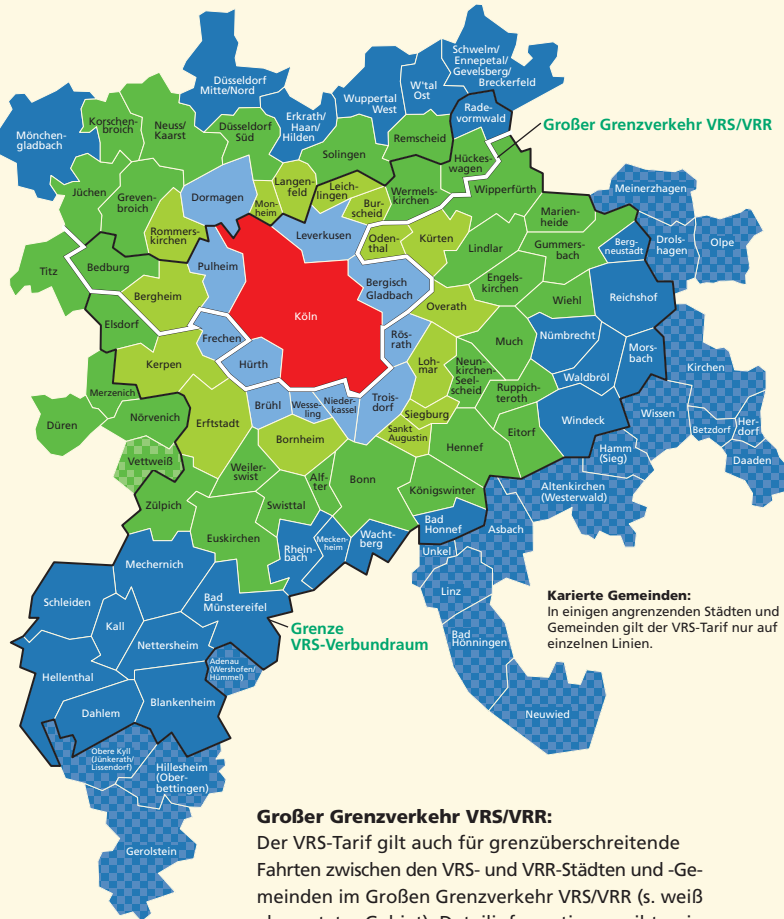 Schwelm/
Ennepetal/
Gevelsberg/
Breckerfeld
Düsseldorf
Mitte/Nord
W'tal
Ost
Wuppertal
West
Erkrath/
Haan/
Hilden
Rade-
vormwald
Mönchen-
gladbach
Korschen-
broich
Neuss/
Kaarst
Düsseldorf
Süd
Solingen
Remscheid
Großer Grenzverkehr VRS/VRR
Hückes-
wagen
Jüchen
Greven-
broich
Dormagen
Mon-
heim
Langen-
feld
Leich-
lingen
Bur-
scheid
Wermels-
kirchen
Wipperfürth
Meinerzhagen
Rommers-
kirchen
Leverkusen
Oden-
thal
Kürten
Lindlar
Marien-
heide
Gummers-
bach
Berg-
neustadt
Drols-
hagen
Olpe
Titz
Bedburg
Pulheim
Bergheim
Bergisch
Gladbach
Engels-
kirchen
Wiehl
Reichshof
Elsdorf
Köln
Overath
Frechen
Rös-
rath
Much
Nümbrecht
Mors-
bach
Kerpen
Hürth
Loh-
mar
Neun-
kirchen-
Seel-
scheid
Waldbröl
Kirchen
Merzenich
Ruppich-
teroth
Brühl
Wesse-
ling
Nieder-
kassel
Trois-
dorf
Siegburg
Sankt
Augustin
Windeck
Wissen
Betzdorf
Her-
dorf
Daaden
Düren
Nörvenich
Erftstadt
Bornheim
Hennef
Eitorf
Hamm
(Sieg)
Vettweiß
Weiler-
swist
Alf-
ter
Bonn
Königswinter
Altenkirchen
(Westerwald)
Zülpich
Swisttal
Euskirchen
Rhein-
bach
Mecken-
heim
Wacht-
berg
Bad
Honnef
Asbach
Unkel
Mechernich
Linz
Schleiden
Kall
Bad
Münstereifel
Karierte Gemeinden:
In einigen angrenzenden Städten und
Gemeinden gilt der VRS-Tarif nur auf
einzelnen Linien.
Grenze
VRS-Verbundraum
Nettersheim
Bad
Hönningen
Hellenthal
Adenau
(Wershofen/
Hümmel)
Blankenheim
Dahlem
Neuwied
Obere Kyll
(Jünkerath/
Lissendorf)
Hillesheim
(Ober-
bettingen)
Gerolstein
Großer Grenzverkehr VRS/VRR:
Der VRS-Tarif gilt auch für grenzüberschreitende
Fahrten zwischen den VRS- und VRR-Städten und -Ge-
meinden im Großen Grenzverkehr VRS/VRR (s. weiß